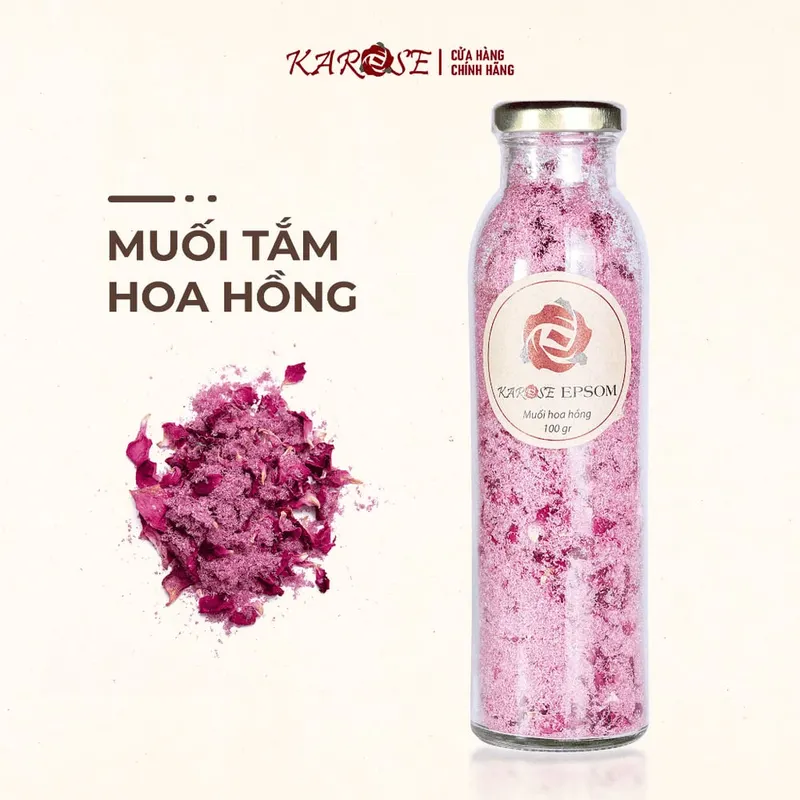 KAROSE
CỬA HÀNG
CHÍNH HÃNG
MUỐI TẮM
HOA HỒNG
KAROSE EPSOM
Muối hoa hồng
100 gr